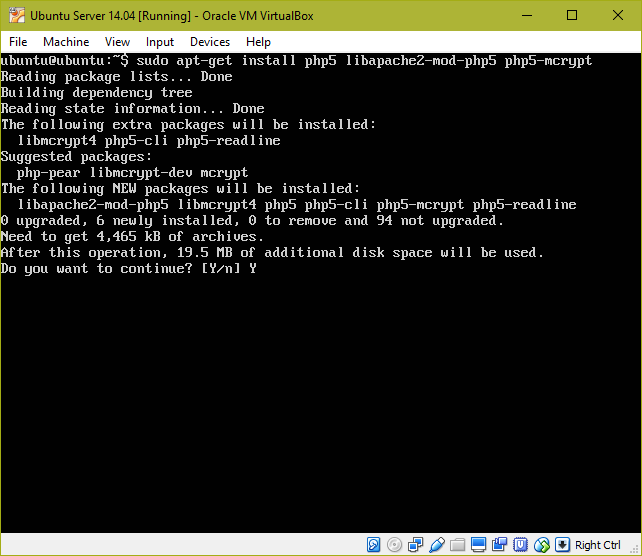 Ubuntu Server 14.04 [Running] - Oracle VM VirtualBox
File Machine View Input Devices Help
ubuntu@ubuntu:~$ sudo apt-get install php5 libapache2-mod-php5 php5-mcrypt
Reading package lists... Done
Building dependency tree
Reading state information... Done
The following extra packages will be installed:
  libmcrypt4 php5-cli php5-readline
Suggested packages:
  php-pear libmcrypt-dev mcrypt
The following NEW packages will be installed:
  libapache2-mod-php5 libmcrypt4 php5 php5-cli php5-mcrypt php5-readline
0 upgraded, 6 newly installed, 0 to remove and 94 not upgraded.
Need to get 4,465 kB of archives.
After this operation, 19.5 MB of additional disk space will be used.
Do you want to continue? [Y/n] Y
Right Ctrl